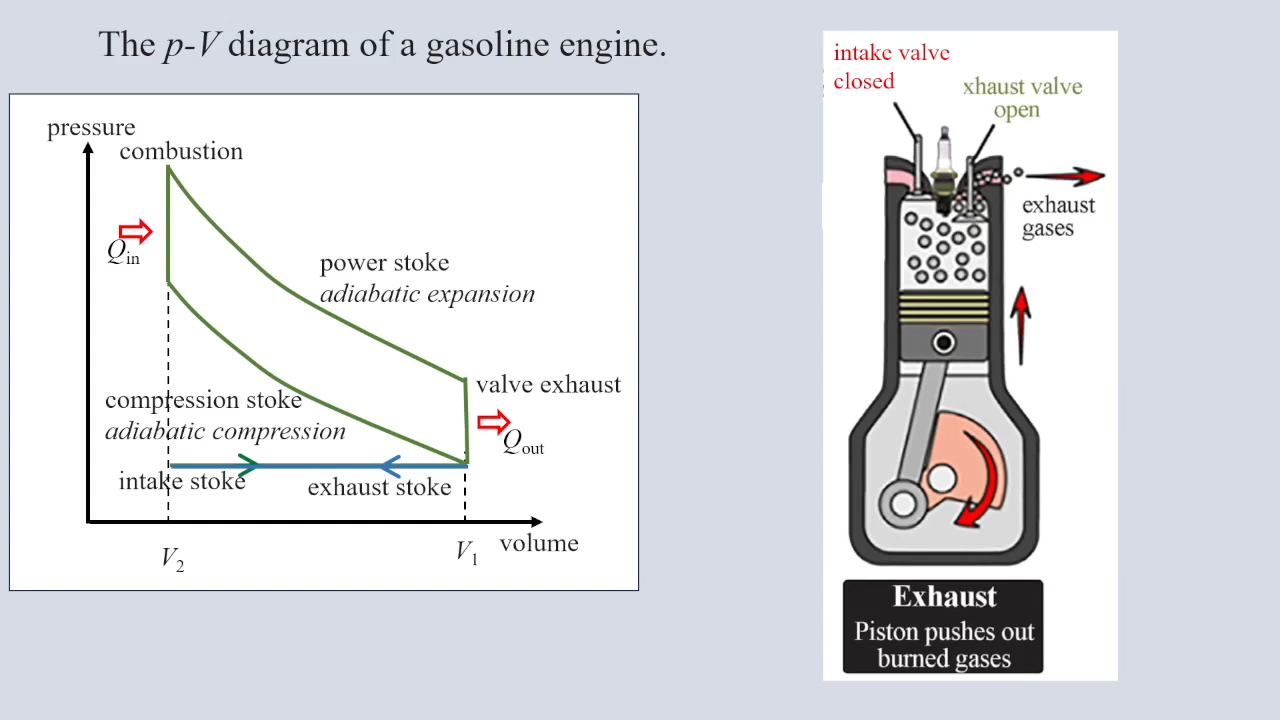 The p-V diagram of a gasoline engine.
pressure
combustion
Qin
power stoke
adiabatic expansion
valve exhaust
Qout
compression stoke
adiabatic compression
intake stoke
exhaust stoke
V2
V1
volume
intake valve
closed
xhaust valve
open
exhaust
gases
Exhaust
Piston pushes out
burned gases